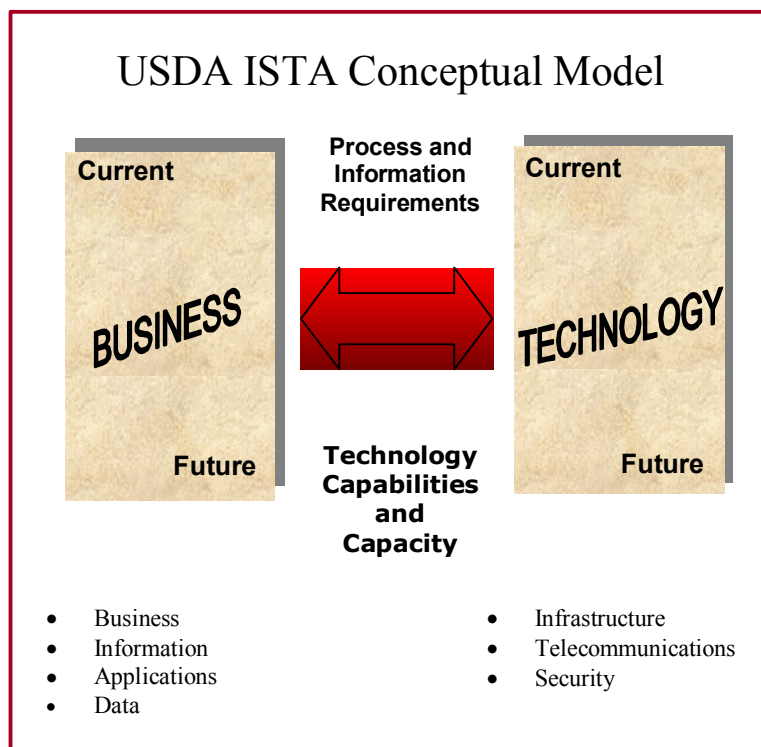 USDA ISTA Conceptual Model
Current
BUSINESS
Future
Process and
Information
Requirements
Technology
Capabilities
and
Capacity
Current
TECHNOLOGY
Future
• Business
• Information
• Applications
• Data
• Infrastructure
• Telecommunications
• Security